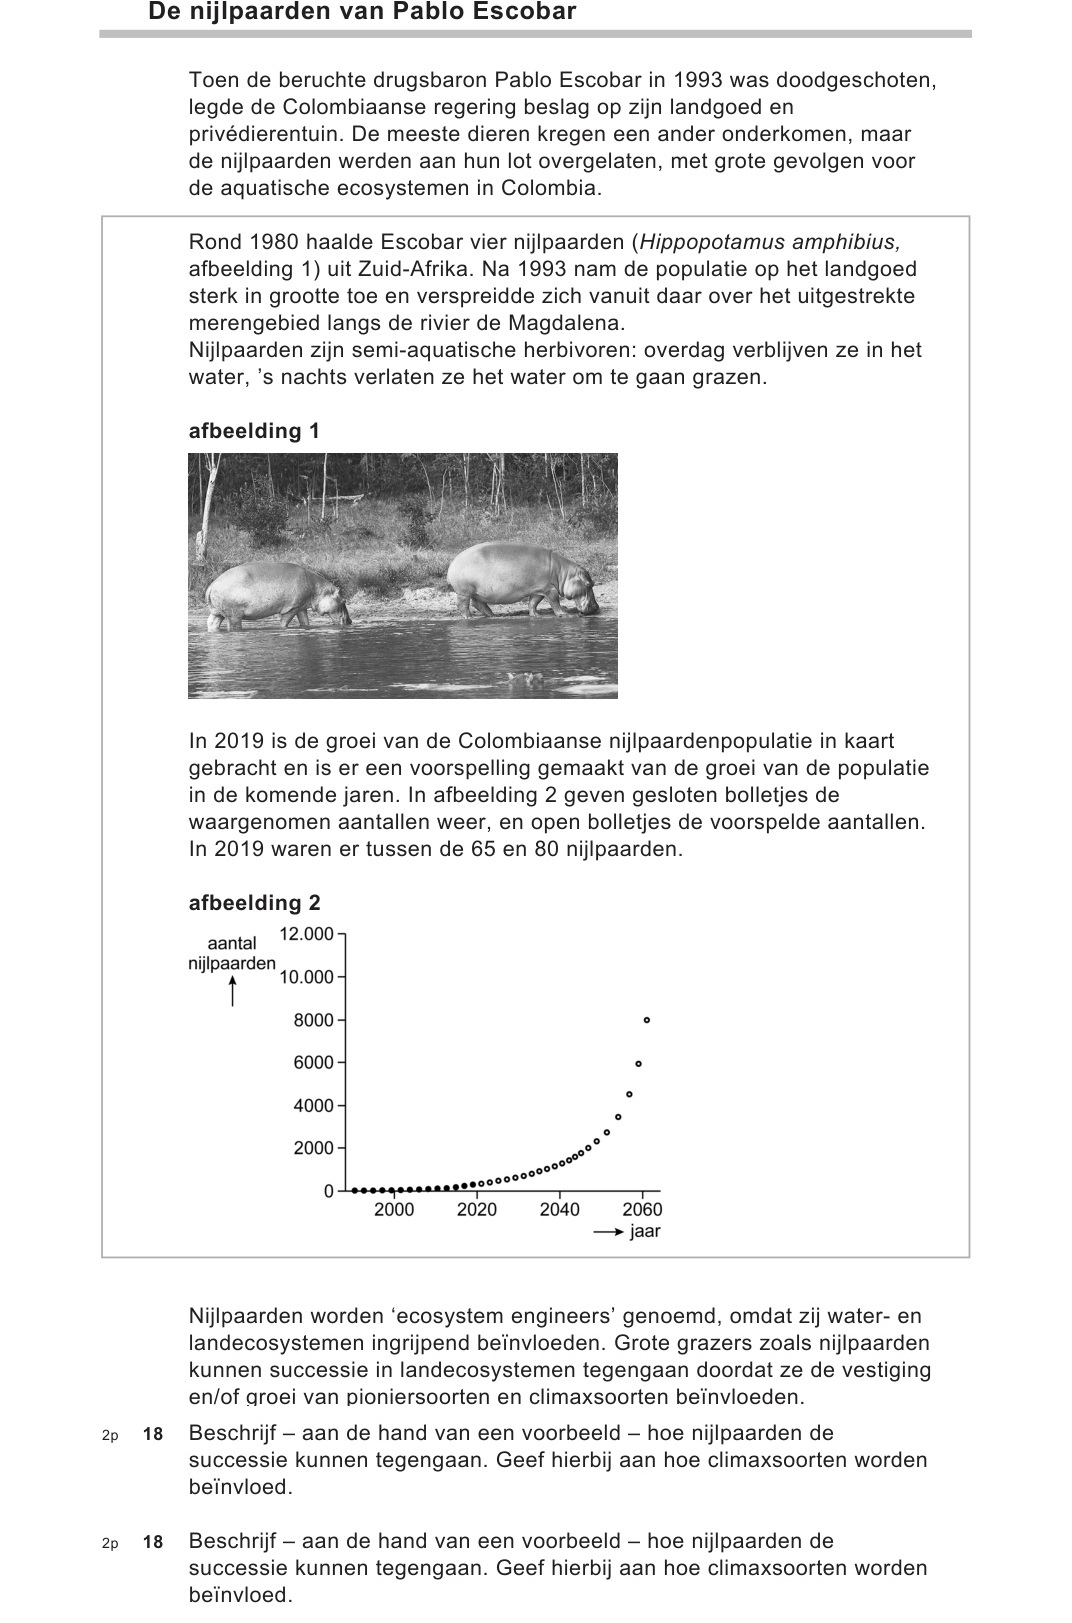 De nijlpaarden van Pablo Escobar
Toen de beruchte drugsbaron Pablo Escobar in 1993 was doodgeschoten,
legde de Colombiaanse regering beslag op zijn landgoed en
privédierentuin. De meeste dieren kregen een ander onderkomen, maar
de nijlpaarden werden aan hun lot overgelaten, met grote gevolgen voor
de aquatische ecosystemen in Colombia.
Rond 1980 haalde Escobar vier nijlpaarden (Hippopotamus amphibius,
afbeelding 1) uit Zuid-Afrika. Na 1993 nam de populatie op het landgoed
sterk in grootte toe en verspreidde zich vanuit daar over het uitgestrekte
merengebied langs de rivier de Magdalena.
Nijlpaarden zijn semi-aquatische herbivoren: overdag verblijven ze in het
water, ’s nachts verlaten ze het water om te gaan grazen.
afbeelding 1
In 2019 is de groei van de Colombiaanse nijlpaardenpopulatie in kaart
gebracht en is er een voorspelling gemaakt van de groei van de populatie
in de komende jaren. In afbeelding 2 geven gesloten bolletjes de
waargenomen aantallen weer, en open bolletjes de voorspelde aantallen.
In 2019 waren er tussen de 65 en 80 nijlpaarden.
afbeelding 2
aantal
nijlpaarden
12.000
10.000
8000
6000
4000
2000
0
2000 2020 2040 2060
jaar
Nijlpaarden worden ‘ecosystem engineers’ genoemd, omdat zij water- en
landecosystemen ingrijpend beïnvloeden. Grote grazers zoals nijlpaarden
kunnen successie in landecosystemen tegengaan doordat ze de vestiging
en/of groei van pioniersoorten en climaxsoorten beïnvloeden.
2p 18 Beschrijf – aan de hand van een voorbeeld – hoe nijlpaarden de
successie kunnen tegengaan. Geef hierbij aan hoe climaxsoorten worden
beïnvloed.
2p 18 Beschrijf – aan de hand van een voorbeeld – hoe nijlpaarden de
successie kunnen tegengaan. Geef hierbij aan hoe climaxsoorten worden
beïnvloed.